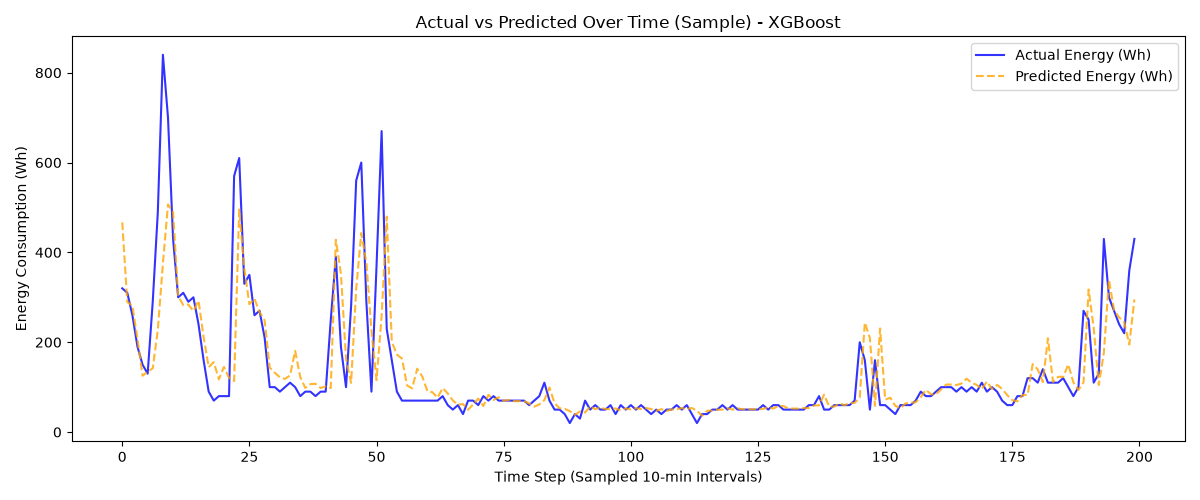 Actual vs Predicted Over Time (Sample) - XGBoost
Actual Energy (Wh)
Predicted Energy (Wh)
Energy Consumption (Wh)
800
600
400
200
0
0 25 50 75 100 125 150 175 200
Time Step (Sampled 10-min Intervals)